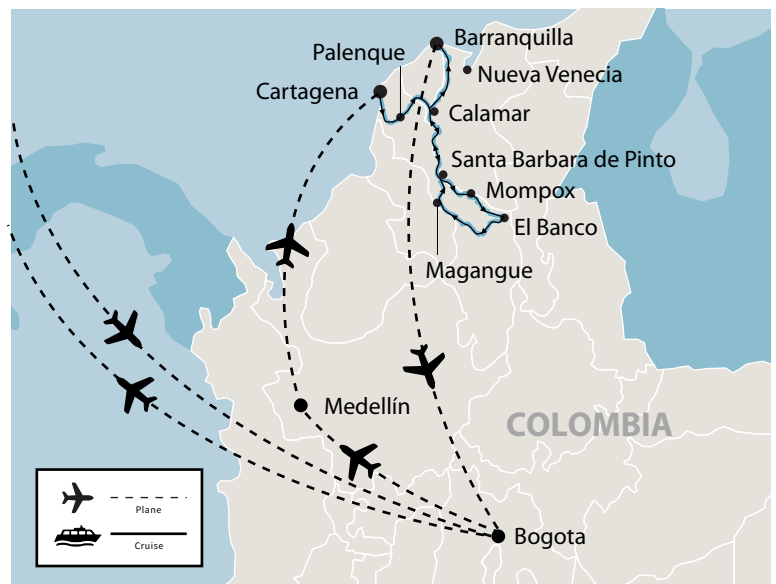 Barranquilla
Palenque
Nueva Venecia
Cartagena
Calamar
Santa Barbara de Pinto
Mompox
El Banco
Magangue
Medellín
COLOMBIA
Plane
Cruise
Bogota